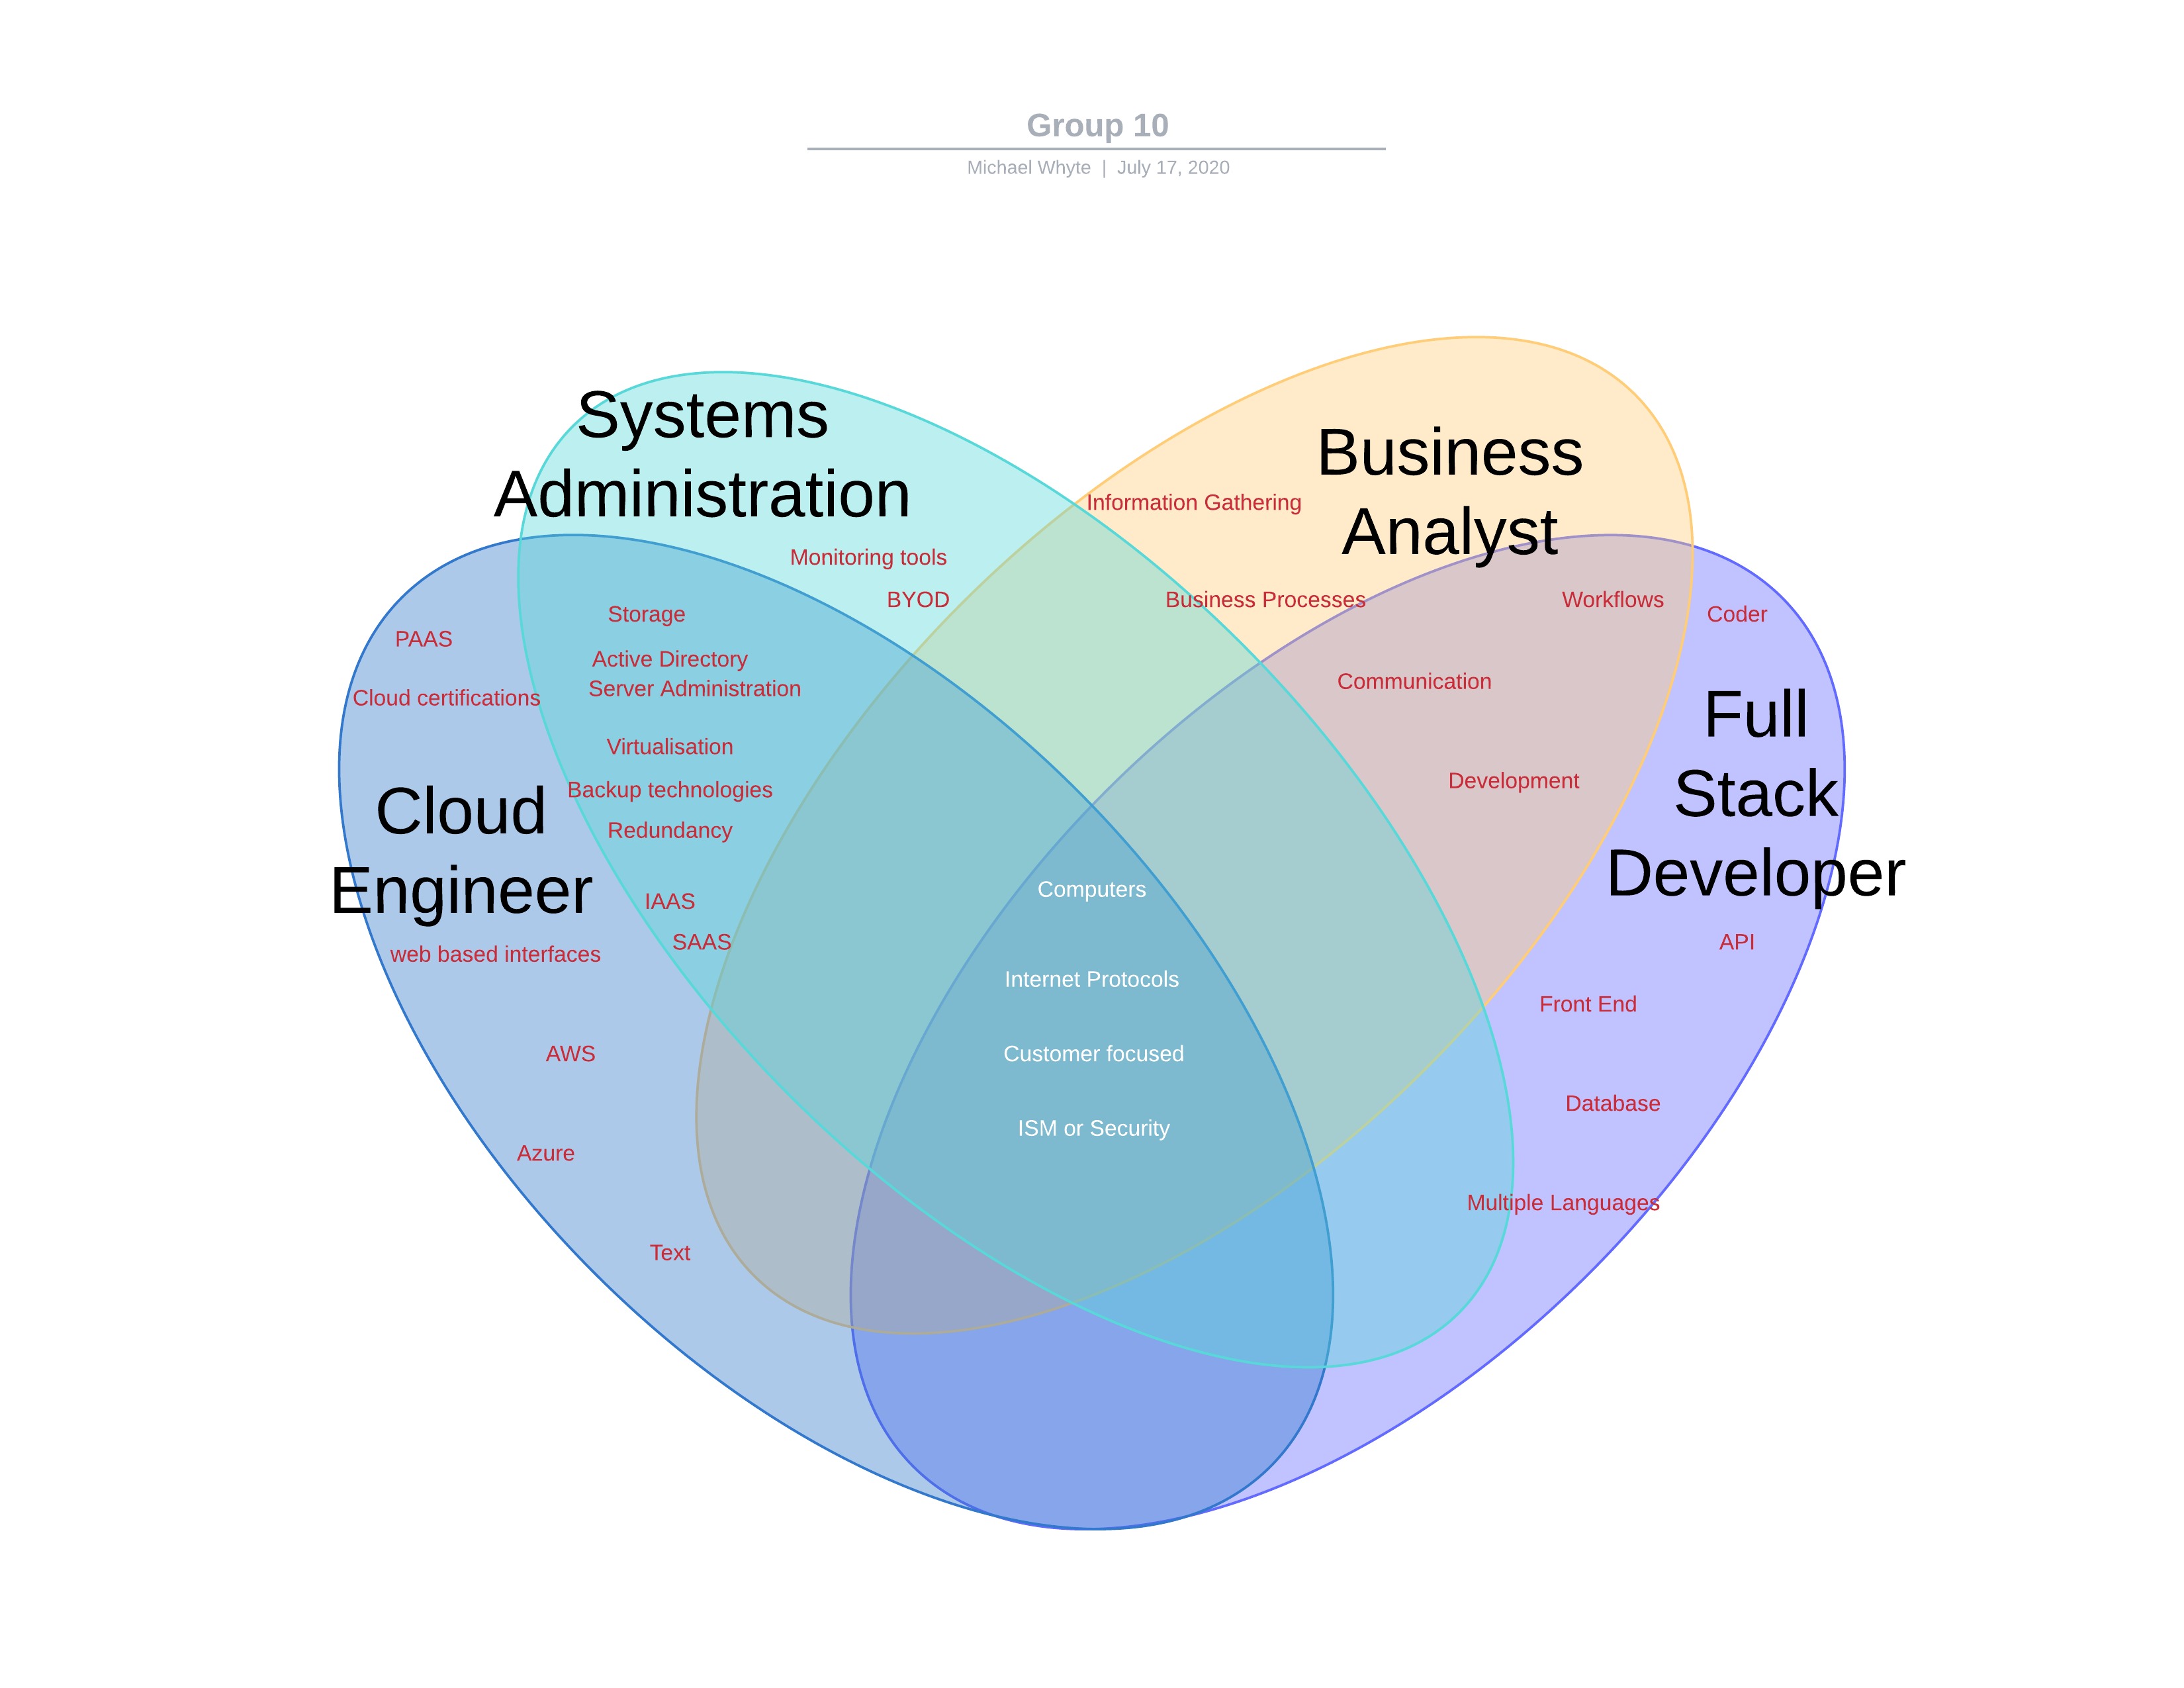 Group 10
Michael Whyte | July 17, 2020
Systems
Administration
Business
Analyst
Information Gathering
Monitoring tools
BYOD
Business Processes
Workflows
Coder
Storage
PAAS
Active Directory
Server Administration
Cloud certifications
Communication
Full
Stack
Developer
Virtualisation
Backup technologies
Development
Cloud
Engineer
Redundancy
Computers
IAAS
SAAS
API
web based interfaces
Internet Protocols
Front End
AWS
Customer focused
Database
ISM or Security
Azure
Multiple Languages
Text